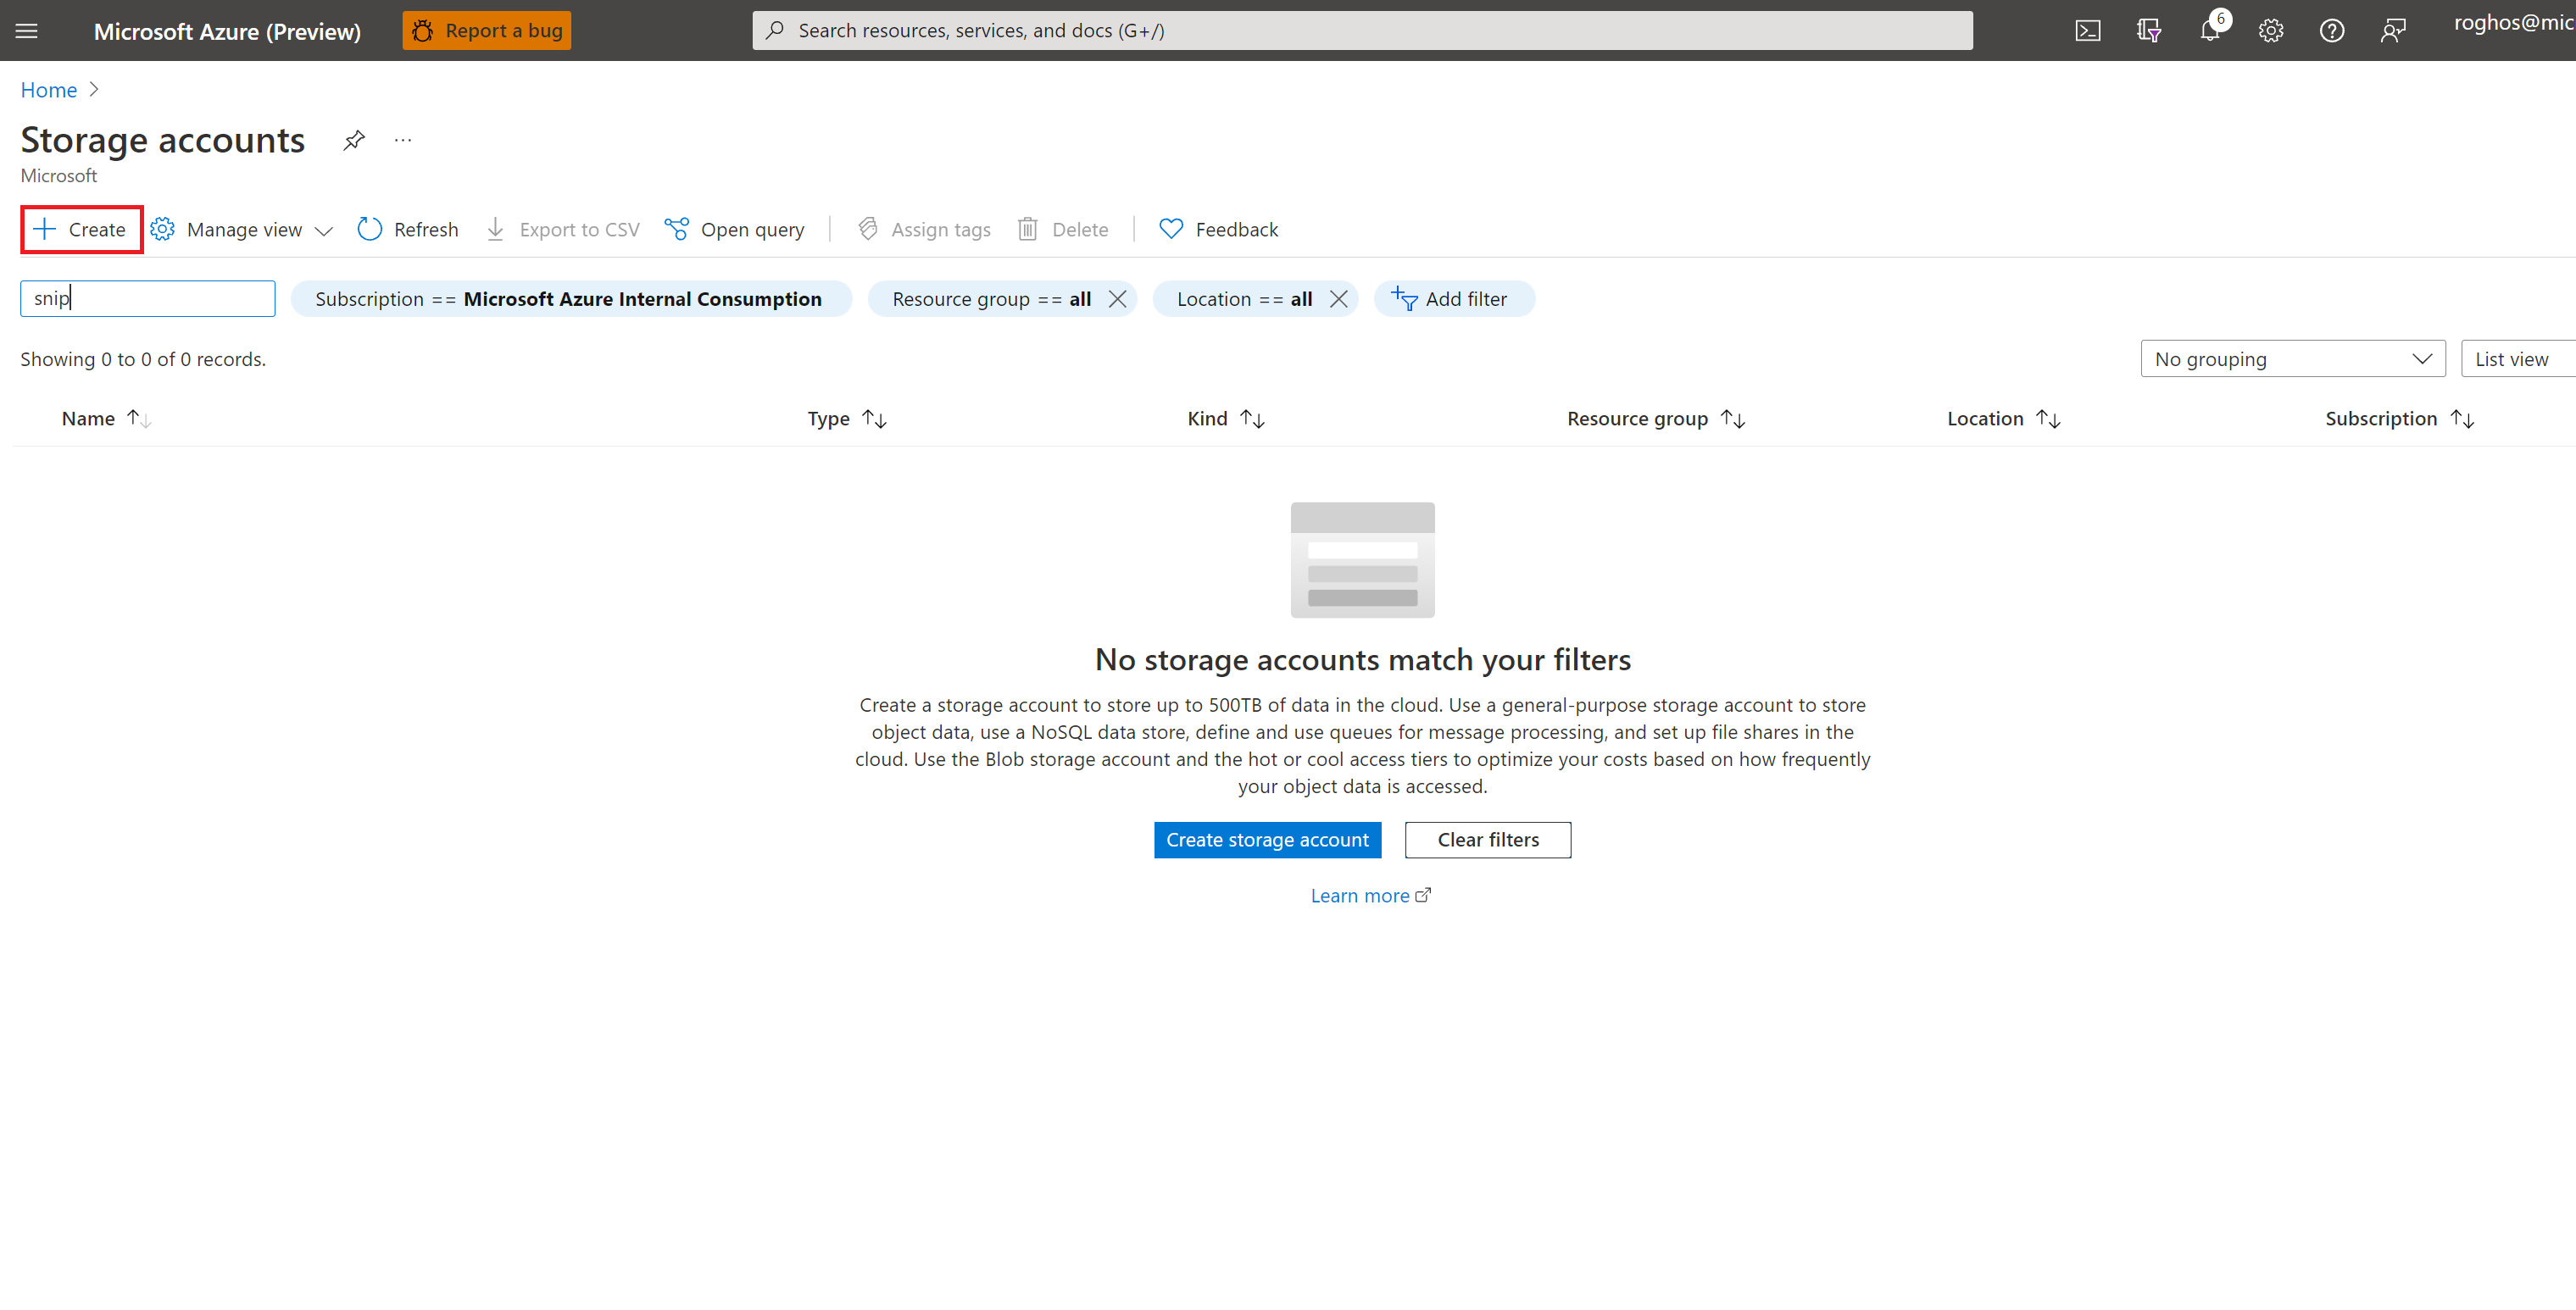 Microsoft Azure (Preview) Report a bug Search resources, services, and docs (G+/) 6 roghos@mic
Home
Storage accounts ...
Microsoft
Create Manage view Refresh Export to CSV Open query Assign tags Delete Feedback
snip Subscription == Microsoft Azure Internal Consumption Resource group == all Location == all Add filter
Showing 0 to 0 of 0 records. No grouping List view
Name Type Kind Resource group Location Subscription
No storage accounts match your filters
Create a storage account to store up to 500TB of data in the cloud. Use a general-purpose storage account to store
object data, use a NoSQL data store, define and use queues for message processing, and set up file shares in the
cloud. Use the Blob storage account and the hot or cool access tiers to optimize your costs based on how frequently
your object data is accessed.
Create storage account Clear filters
Learn more